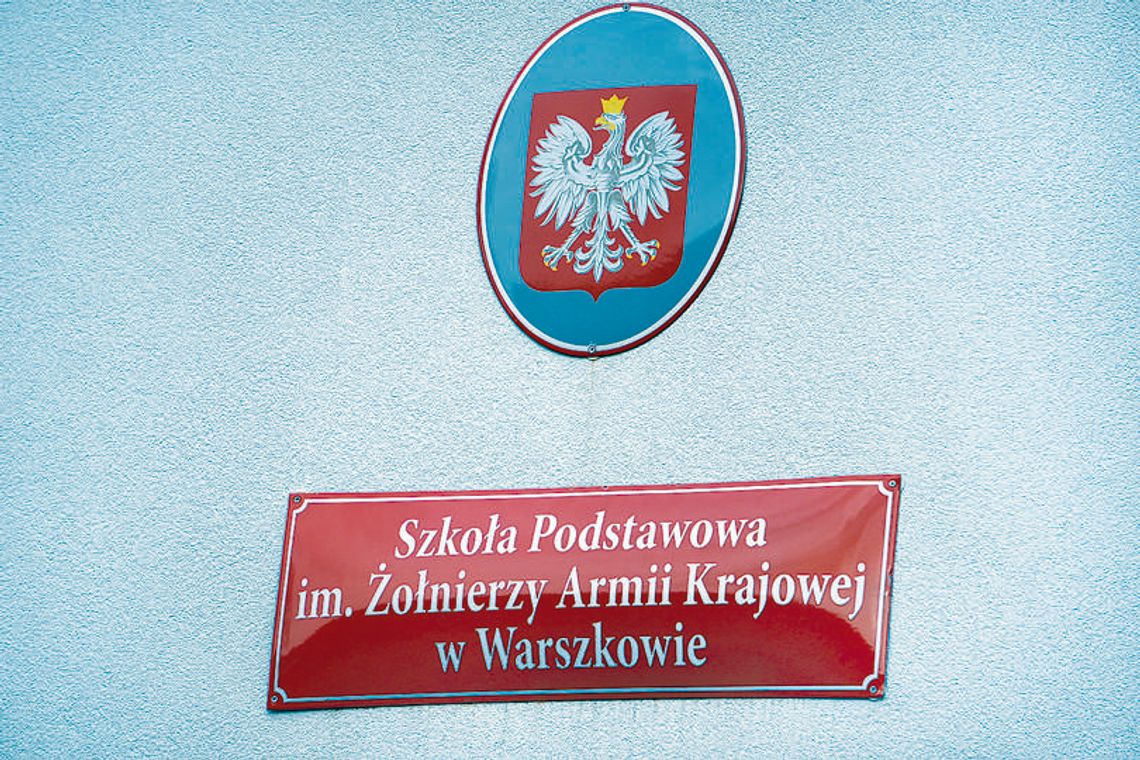 Szkoła Podstawowa
im. Żołnierzy Armii Krajowej
w Warszkowie